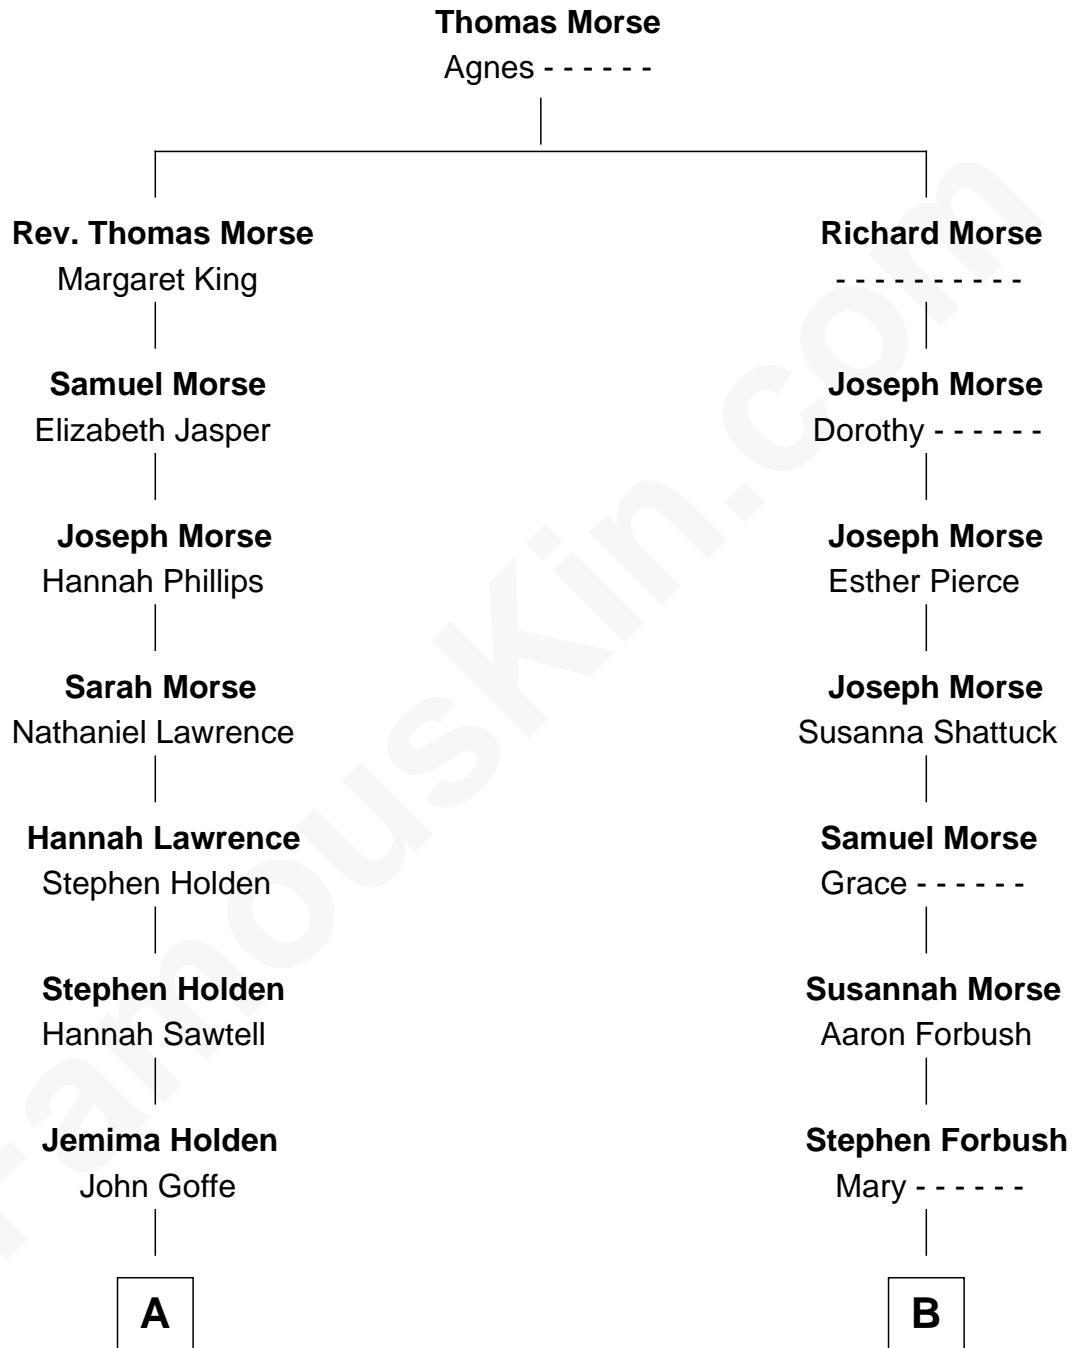 Thomas Morse
Agnes - - - - - -
Rev. Thomas Morse
Margaret King
Richard Morse
- - - - - - - - - -
Samuel Morse
Elizabeth Jasper
Joseph Morse
Dorothy - - - - - -
Joseph Morse
Hannah Phillips
Joseph Morse
Esther Pierce
Sarah Morse
Nathaniel Lawrence
Joseph Morse
Susanna Shattuck
Hannah Lawrence
Stephen Holden
Samuel Morse
Grace - - - - - -
Stephen Holden
Hannah Sawtell
Susannah Morse
Aaron Forbush
Jemima Holden
John Goffe
Stephen Forbush
Mary - - - - - -
A
B
FamousKin.com